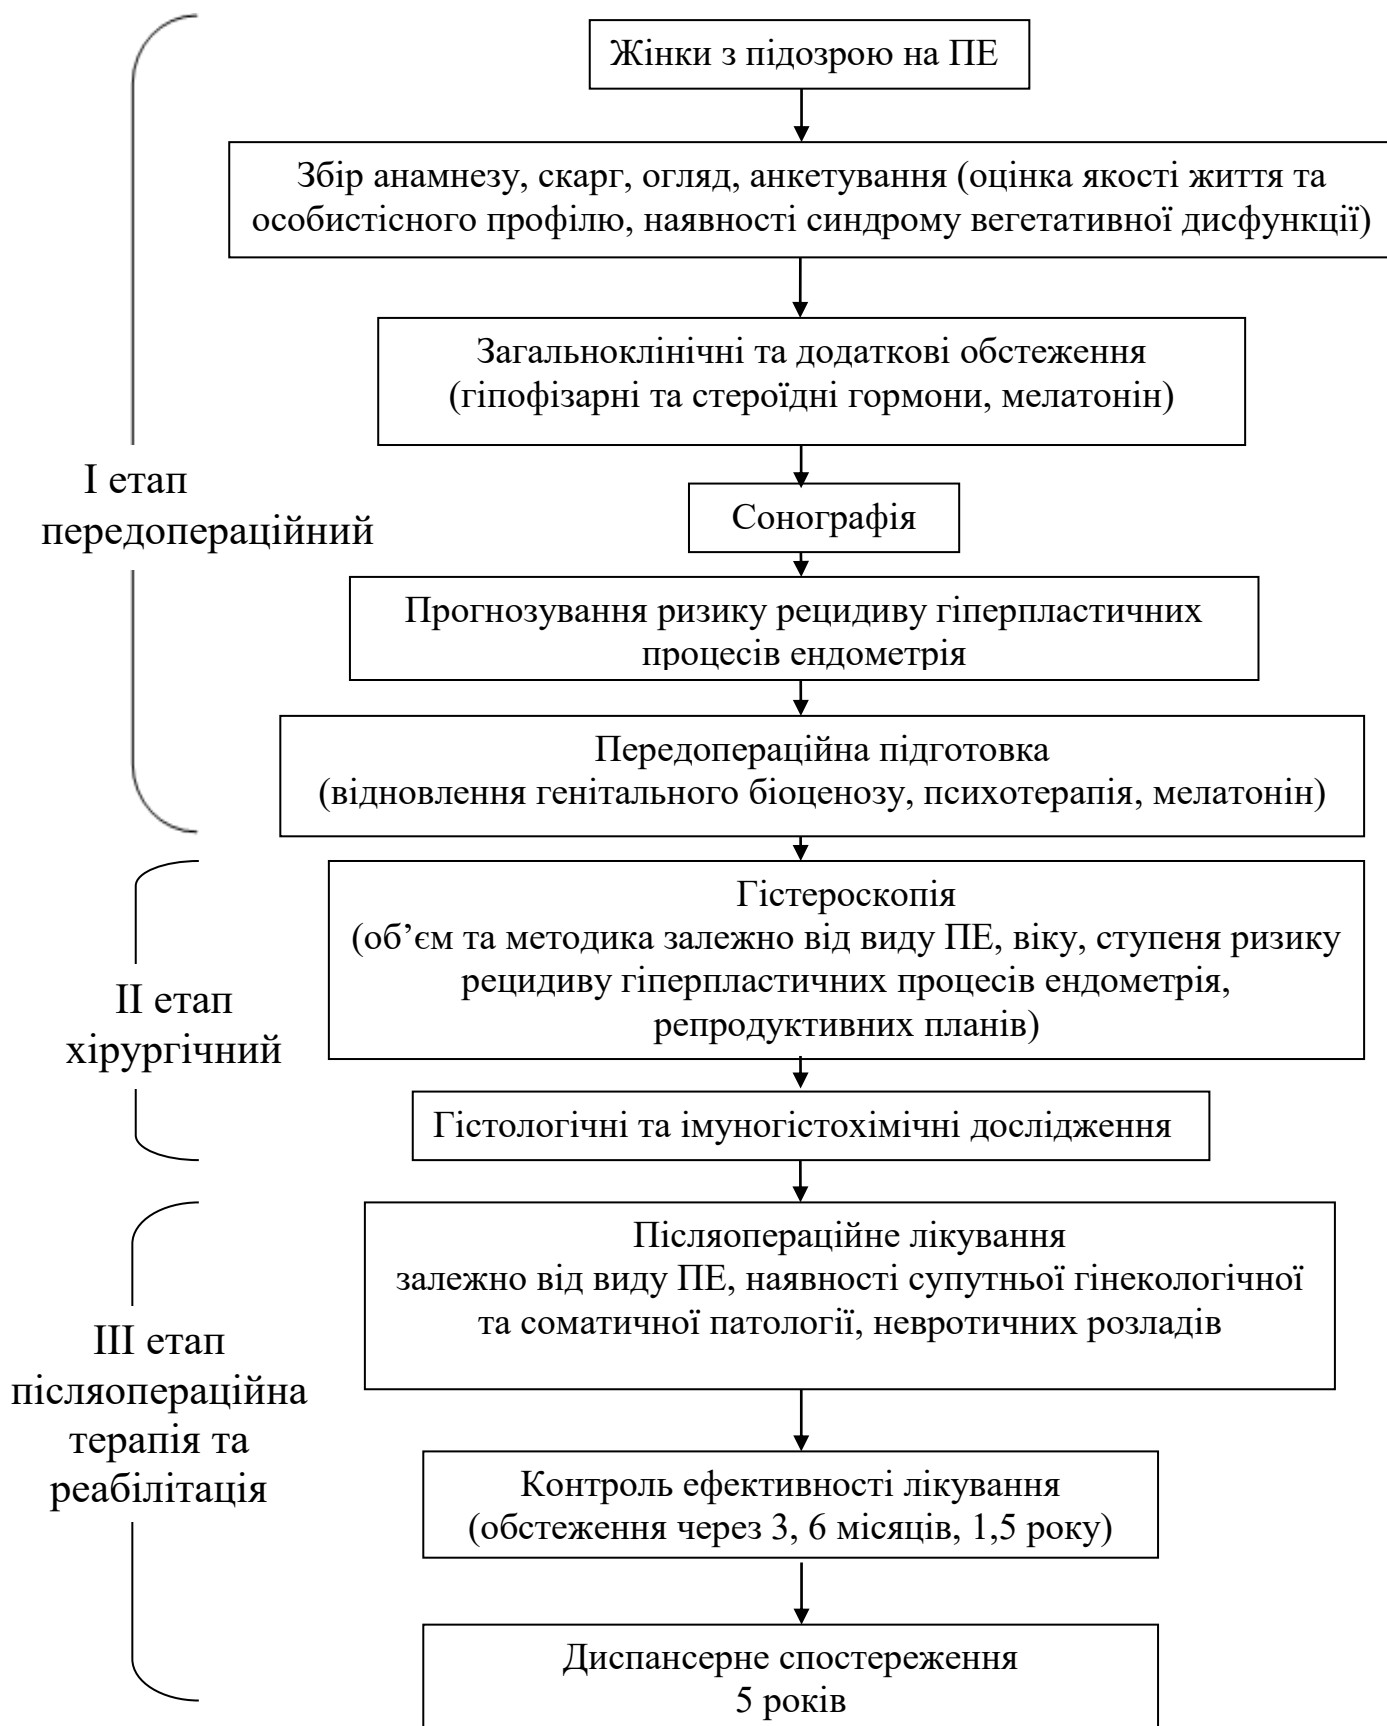 Жінки з підозрою на ПЕ
Збір анамнезу, скарг, огляд, анкетування (оцінка якості життя та
особистісного профілю, наявності синдрому вегетативної дисфункції)
Загальноклінічні та додаткові обстеження
(гіпофізарні та стероїдні гормони, мелатонін)
І етап
передопераційний
Сонографія
Прогнозування ризику рецидиву гіперпластичних
процесів ендометрія
Передопераційна підготовка
(відновлення генітального біоценозу, психотерапія, мелатонін)
ІІ етап
хірургічний
Гістероскопія
(об’єм та методика залежно від виду ПЕ, віку, ступеня ризику
рецидиву гіперпластичних процесів ендометрія,
репродуктивних планів)
Гістологічні та імуногістохімічні дослідження
ІІІ етап
післяопераційна
терапія та
реабілітація
Післяопераційне лікування
залежно від виду ПЕ, наявності супутньої гінекологічної
та соматичної патології, невротичних розладів
Контроль ефективності лікування
(обстеження через 3, 6 місяців, 1,5 року)
Диспансерне спостереження
5 років